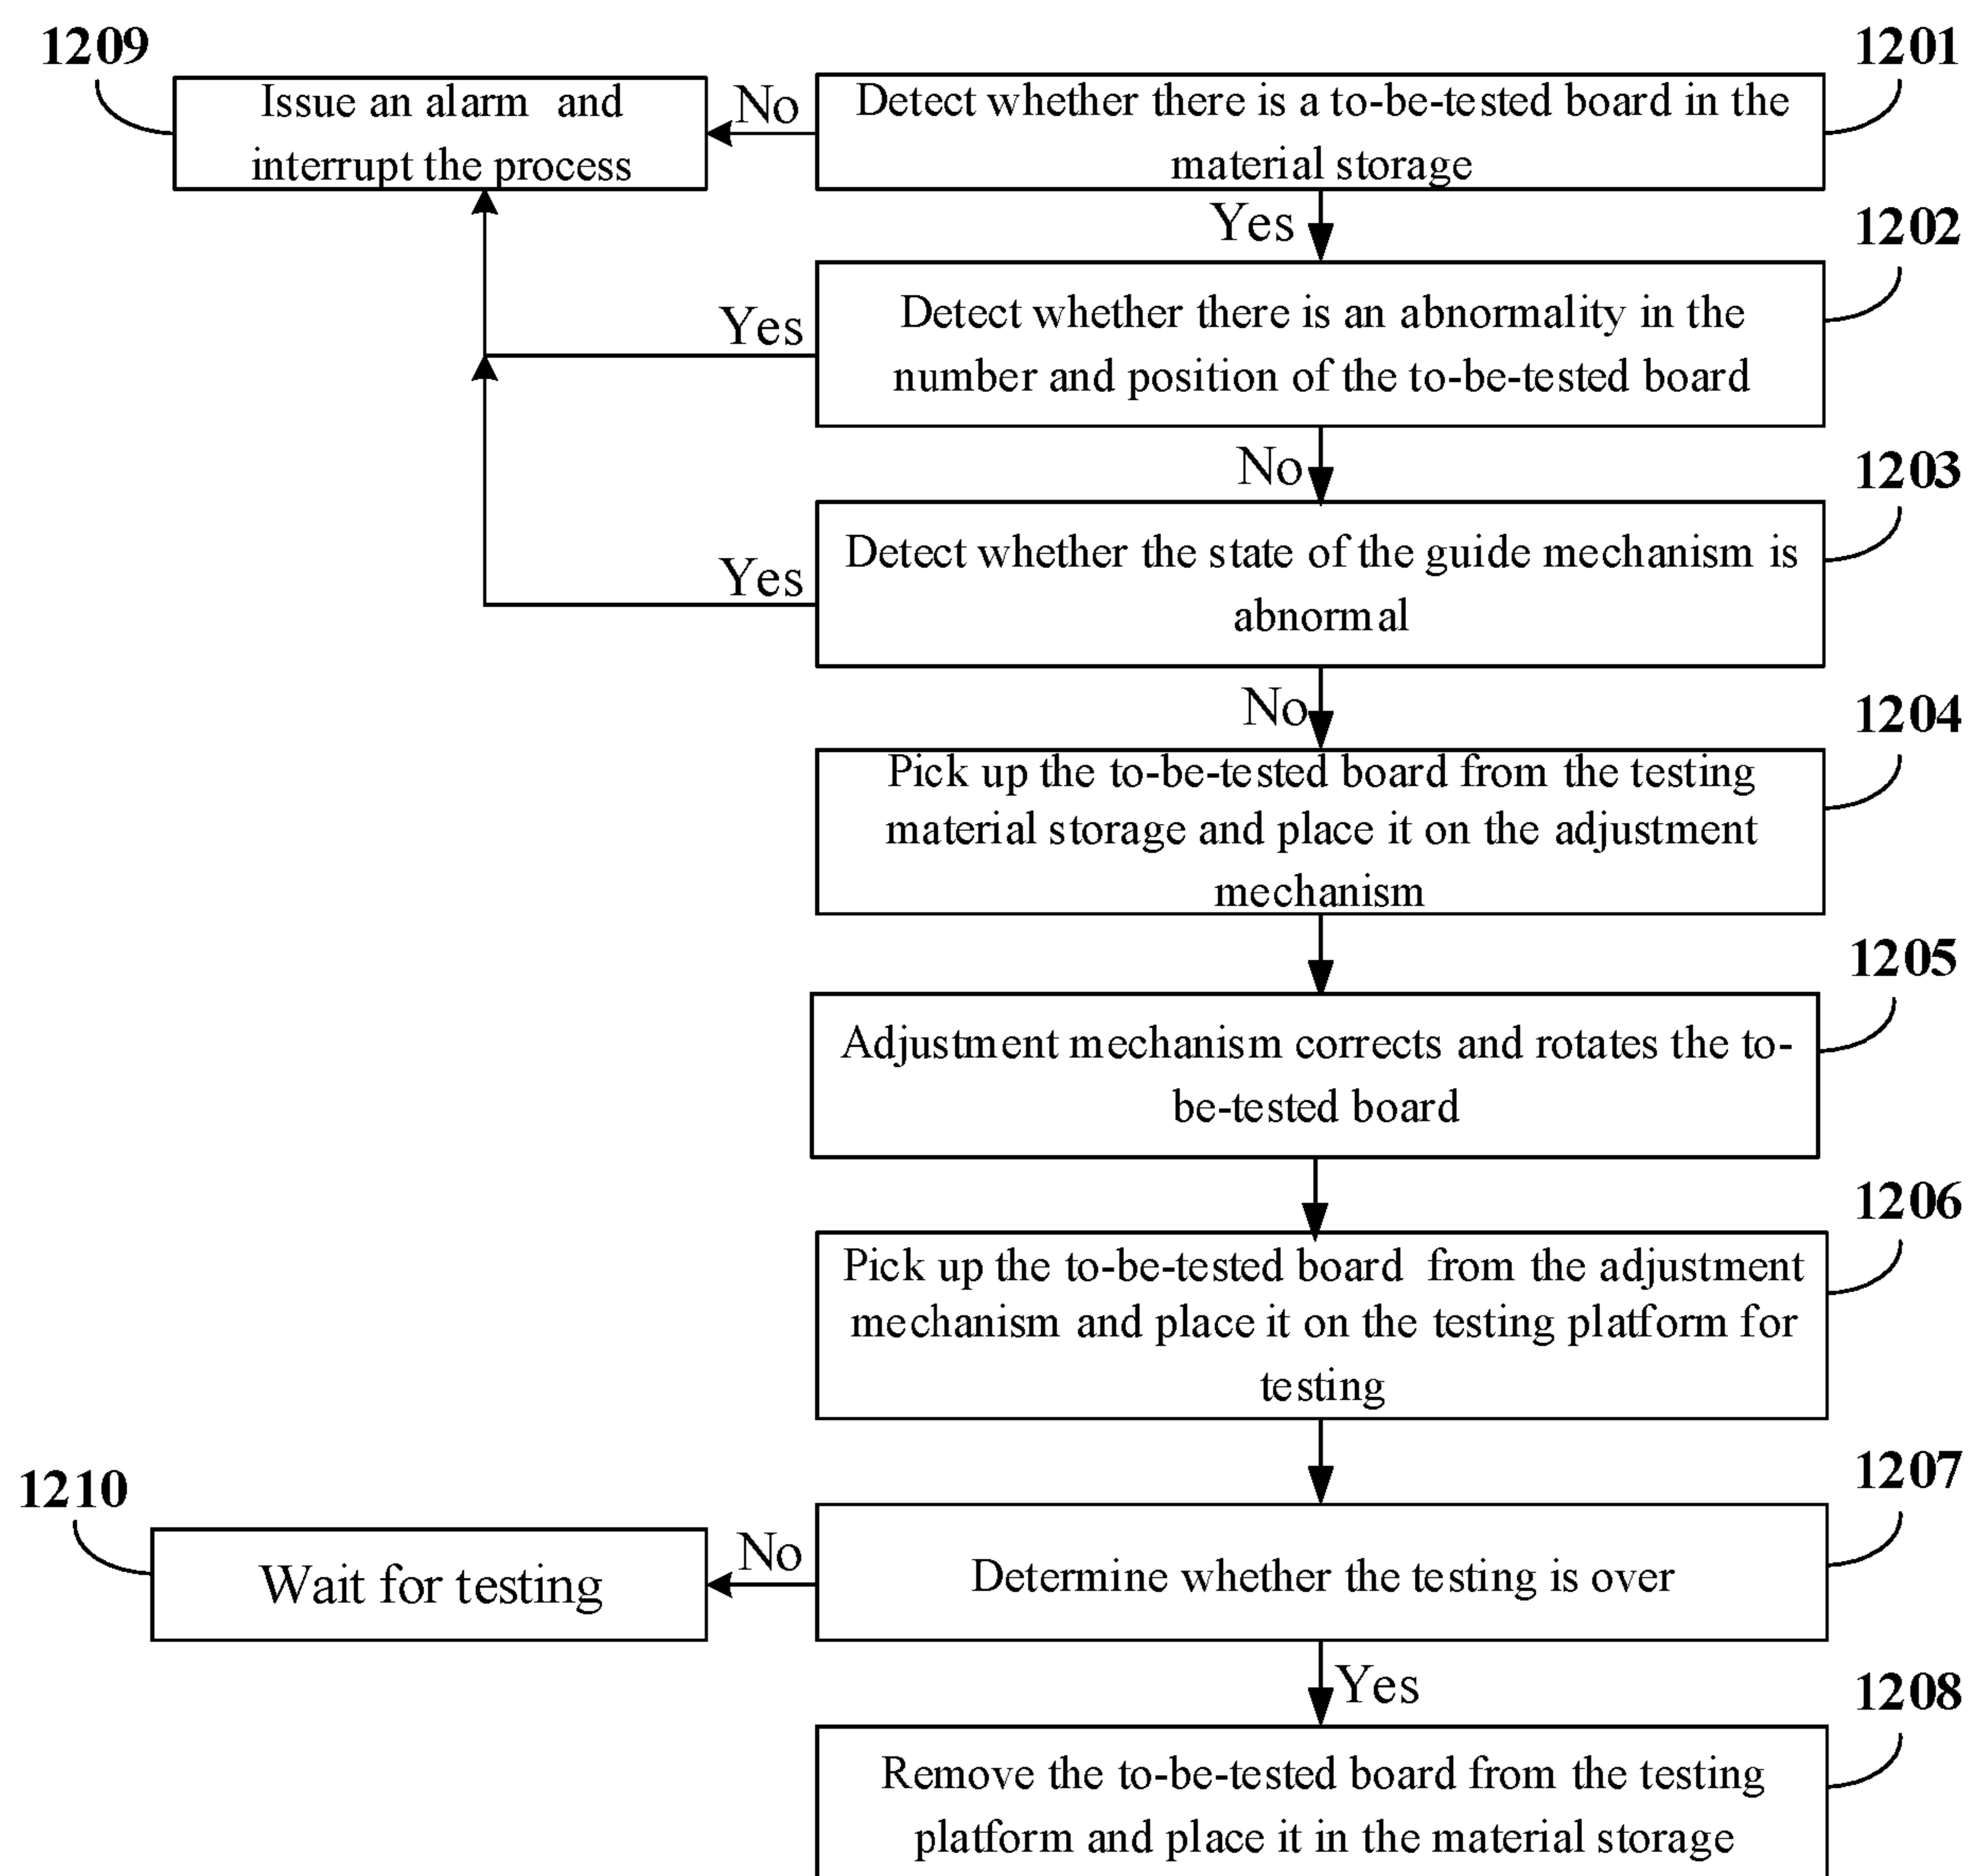 1209
1201
Issue an alarm and
interrupt the process
No
Detect whether there is a to-be-tested board in the
material storage
Yes
1202
Yes
Detect whether there is an abnormality in the
number and position of the to-be-tested board
No
1203
Yes
Detect whether the state of the guide mechanism is
abnormal
No
1204
Pick up the to-be-tested board from the testing
material storage and place it on the adjustment
mechanism
1205
Adjustment mechanism corrects and rotates the to-
be-tested board
1206
Pick up the to-be-tested board from the adjustment
mechanism and place it on the testing platform for
testing
1210
1207
Wait for testing
No
Determine whether the testing is over
Yes
1208
Remove the to-be-tested board from the testing
platform and place it in the material storage